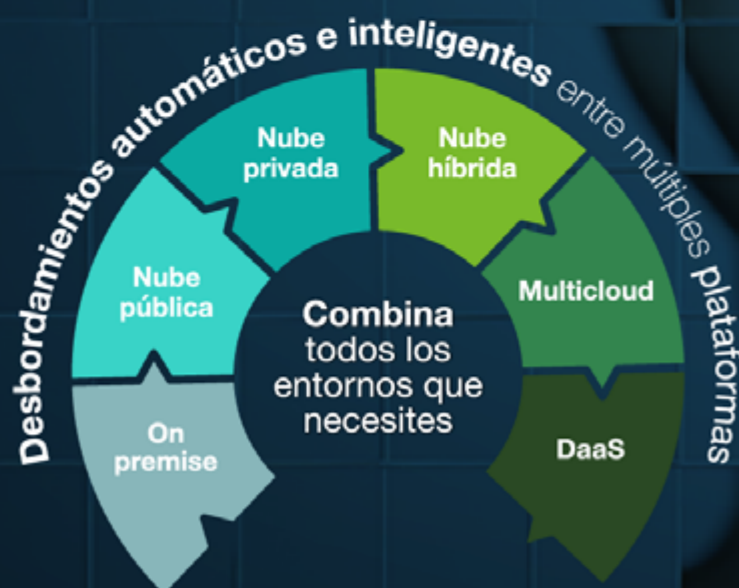 Desbordamientos automáticos e inteligentes entre múltiples plataformas
Nube
privada
Nube
híbrida
Nube
pública
Multicloud
Combina
todos los
entornos que
necesites
On
premise
DaaS